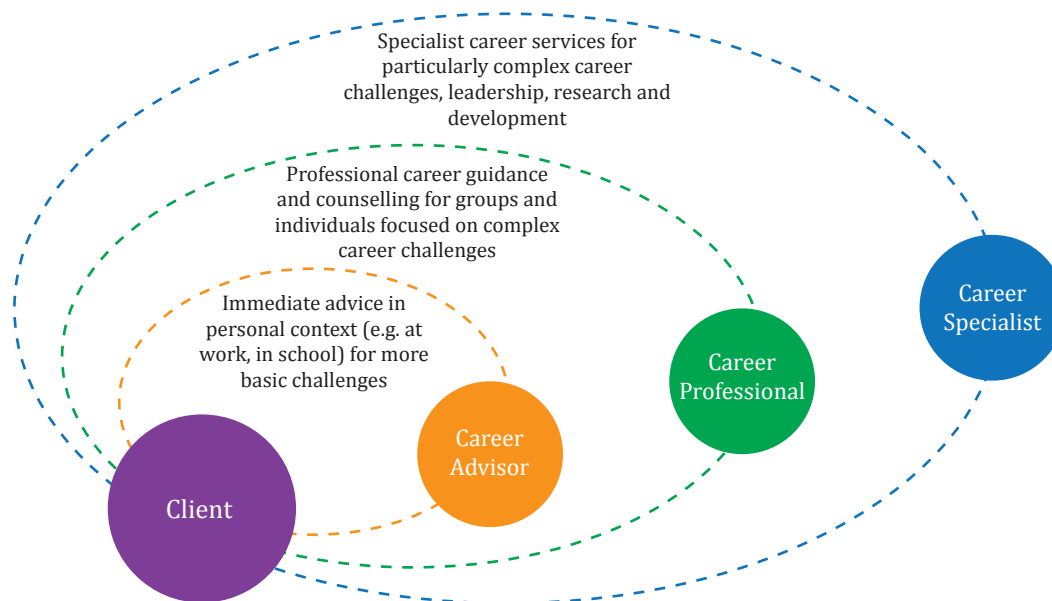 Specialist career services for
particularly complex career
challenges, leadership, research and
development
Professional career guidance
and counselling for groups and
individuals focused on complex
career challenges
Immediate advice in
personal context (e.g. at
work, in school) for more
basic challenges
Career
Specialist
Career
Professional
Career
Advisor
Client